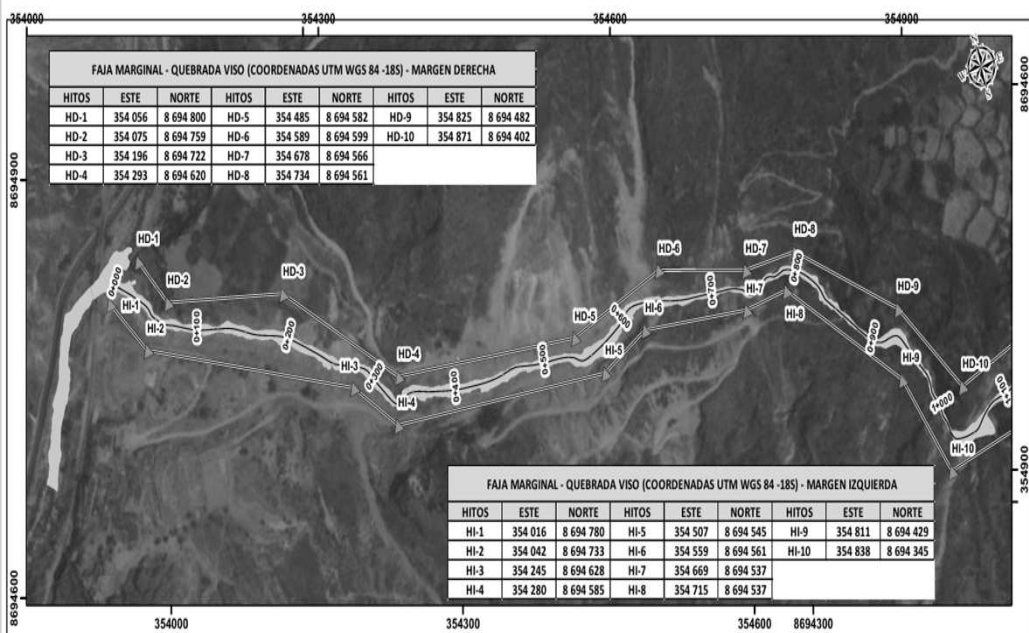 354000 354300 354600 354900
8694600
8694900
FAJA MARGINAL - QUEBRADA VISO (COORDENADAS UTM WGS 84 -18S) - MARGEN DERECHA
HITOS ESTE NORTE HITOS ESTE NORTE HITOS ESTE NORTE
HD-1 354 056 8 694 800 HD-5 354 485 8 694 582 HD-9 354 825 8 694 482
HD-2 354 075 8 694 759 HD-6 354 589 8 694 599 HD-10 354 871 8 694 402
HD-3 354 196 8 694 722 HD-7 354 678 8 694 566
HD-4 354 293 8 694 620 HD-8 354 734 8 694 561
HD-1
HD-2
HD-3
HD-4
HD-5
HD-6
HD-7
HD-8
HD-9
HD-10
0+000
0+100
0+200
0+300
0+400
0+500
0+600
0+700
0+800
0+900
1+000
1+100
HI-1
HI-2
HI-3
HI-4
HI-5
HI-6
HI-7
HI-8
HI-9
HI-10
354900
FAJA MARGINAL - QUEBRADA VISO (COORDENADAS UTM WGS 84 -18S) - MARGEN IZQUIERDA
HITOS ESTE NORTE HITOS ESTE NORTE HITOS ESTE NORTE
HI-1 354 016 8 694 780 HI-5 354 507 8 694 545 HI-9 354 811 8 694 429
HI-2 354 042 8 694 733 HI-6 354 559 8 694 561 HI-10 354 838 8 694 345
HI-3 354 245 8 694 628 HI-7 354 669 8 694 537
HI-4 354 280 8 694 585 HI-8 354 715 8 694 537
8694600
354000 354300 354600 8694300